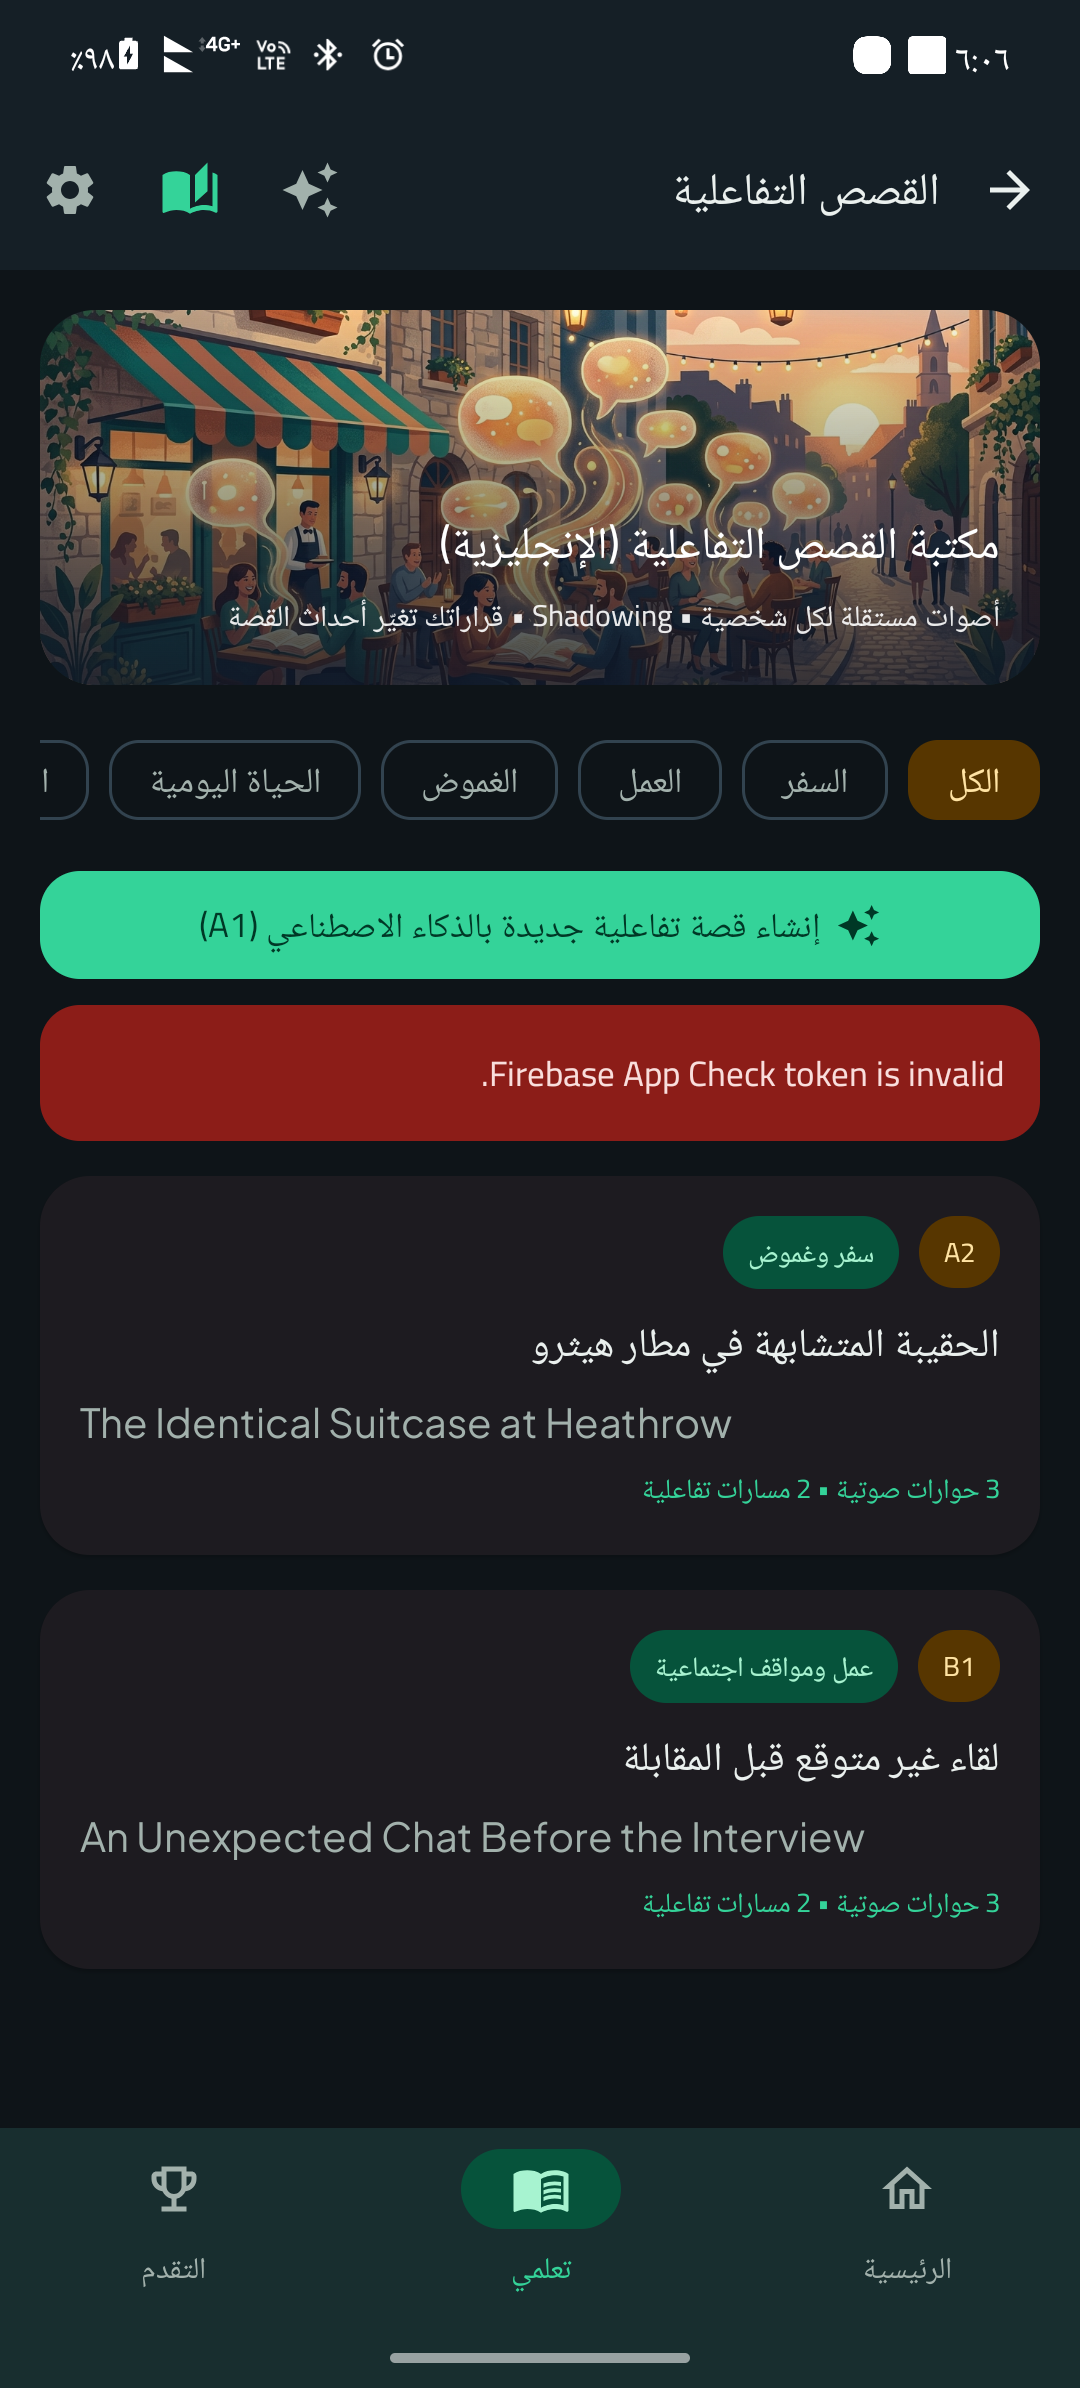 ٦:٠٦
4G+
Vo LTE
٪٩٨
القصص التفاعلية
مكتبة القصص التفاعلية (الإنجليزية)
أصوات مستقلة لكل شخصية ▪ Shadowing ▪ قراراتك تغيّر أحداث القصة
الكل
السفر
العمل
الغموض
الحياة اليومية
ا
إنشاء قصة تفاعلية جديدة بالذكاء الاصطناعي (A1)
Firebase App Check token is invalid.
A2
سفر وغموض
الحقيبة المتشابهة في مطار هيثرو
The Identical Suitcase at Heathrow
3 حوارات صوتية ▪ 2 مسارات تفاعلية
B1
عمل ومواقف اجتماعية
لقاء غير متوقع قبل المقابلة
An Unexpected Chat Before the Interview
3 حوارات صوتية ▪ 2 مسارات تفاعلية
الرئيسية
تعلمي
التقدم